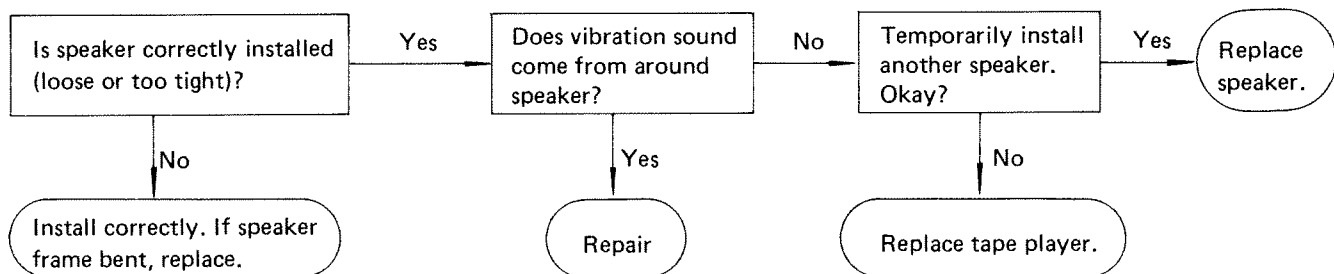 Is speaker correctly installed
(loose or too tight)?
Yes
Does vibration sound
come from around
speaker?
No
Temporarily install
another speaker.
Okay?
Yes
Replace
speaker.
No
Yes
No
Install correctly. If speaker
frame bent, replace.
Repair
Replace tape player.